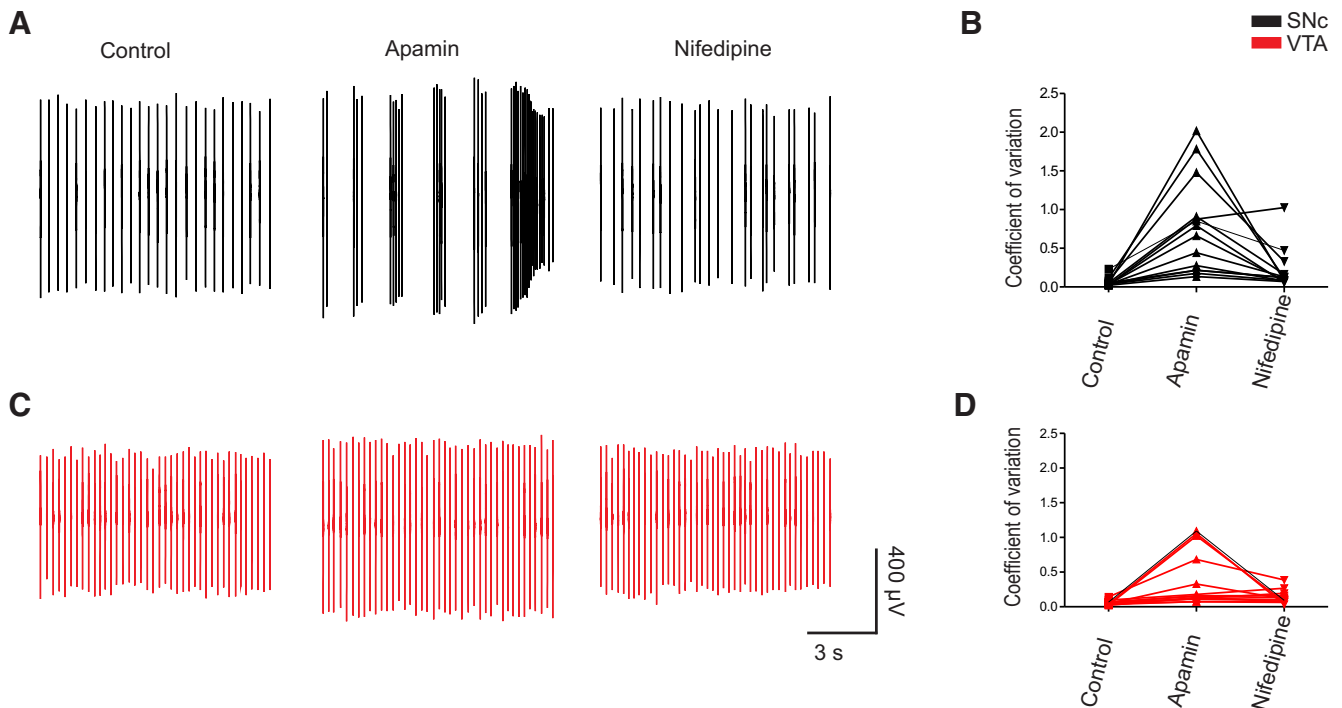 A
Control
Apamin
Nifedipine
B
SNc
VTA
Coefficient of variation
2.5
2.0
1.5
1.0
0.5
0.0
Control
Apamin
Nifedipine
C
400 µV
3 s
D
Coefficient of variation
2.5
2.0
1.5
1.0
0.5
0.0
Control
Apamin
Nifedipine